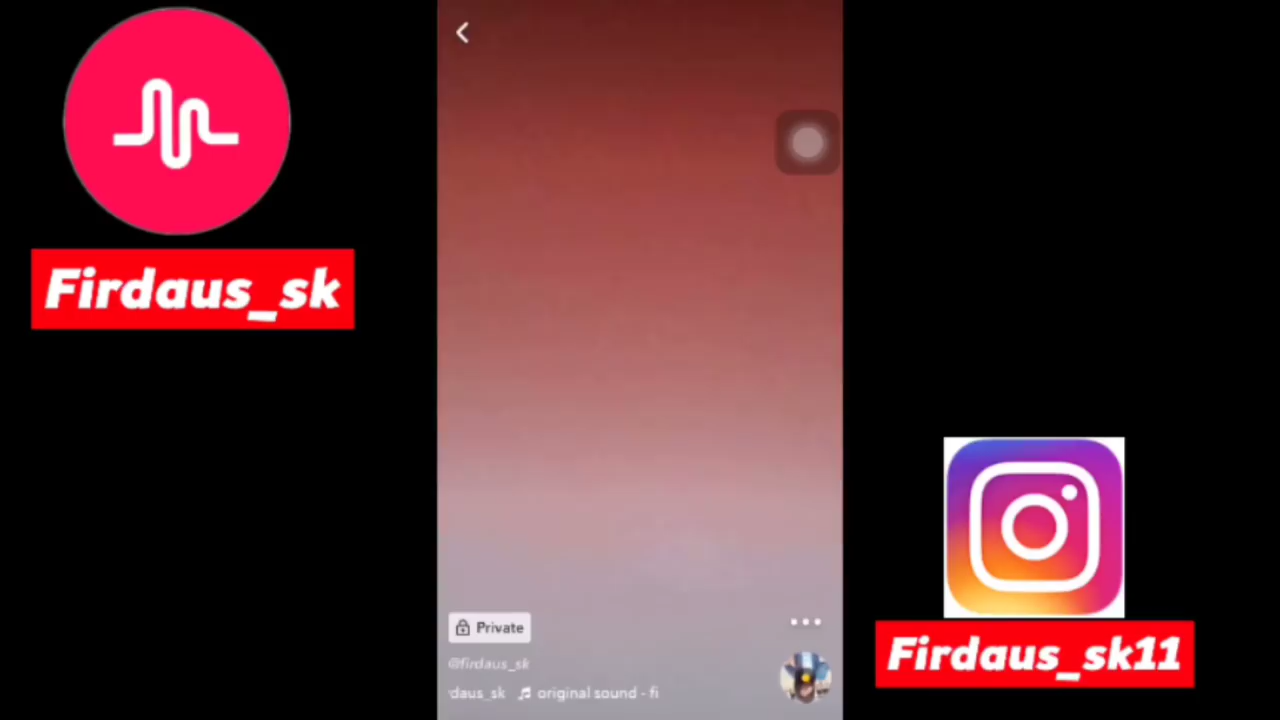 Firdaus_sk
Private
@firdaus_sk
daus_sk original sound - fi
Firdaus_sk11